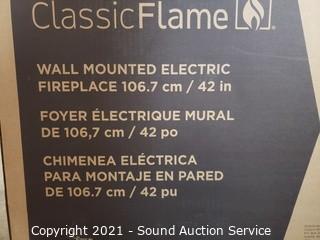 ClassicFlame
WALL MOUNTED ELECTRIC
FIREPLACE 106.7 cm / 42 in
FOYER ÉLECTRIQUE MURAL
DE 106,7 cm / 42 po
CHIMENEA ELÉCTRICA
PARA MONTAJE EN PARED
DE 106.7 cm / 42 pu
Copyright 2021 - Sound Auction Service